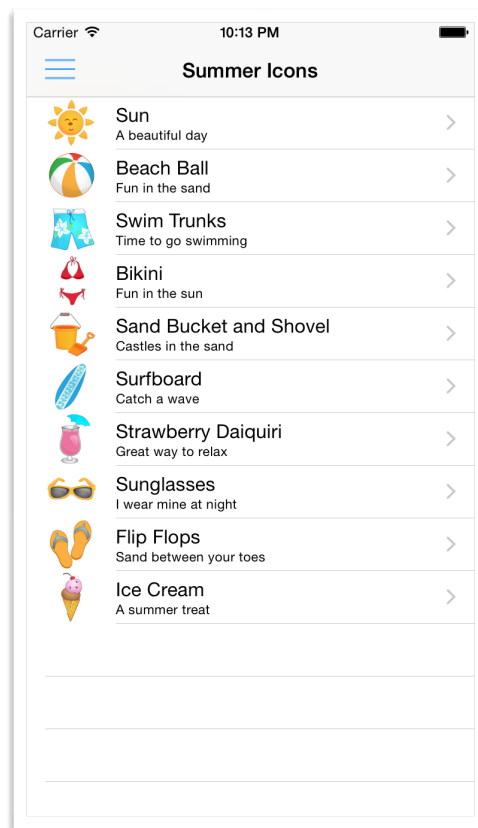 Carrier 10:13 PM
Summer Icons
Sun
A beautiful day
Beach Ball
Fun in the sand
Swim Trunks
Time to go swimming
Bikini
Fun in the sun
Sand Bucket and Shovel
Castles in the sand
Surfboard
Catch a wave
Strawberry Daiquiri
Great way to relax
Sunglasses
I wear mine at night
Flip Flops
Sand between your toes
Ice Cream
A summer treat